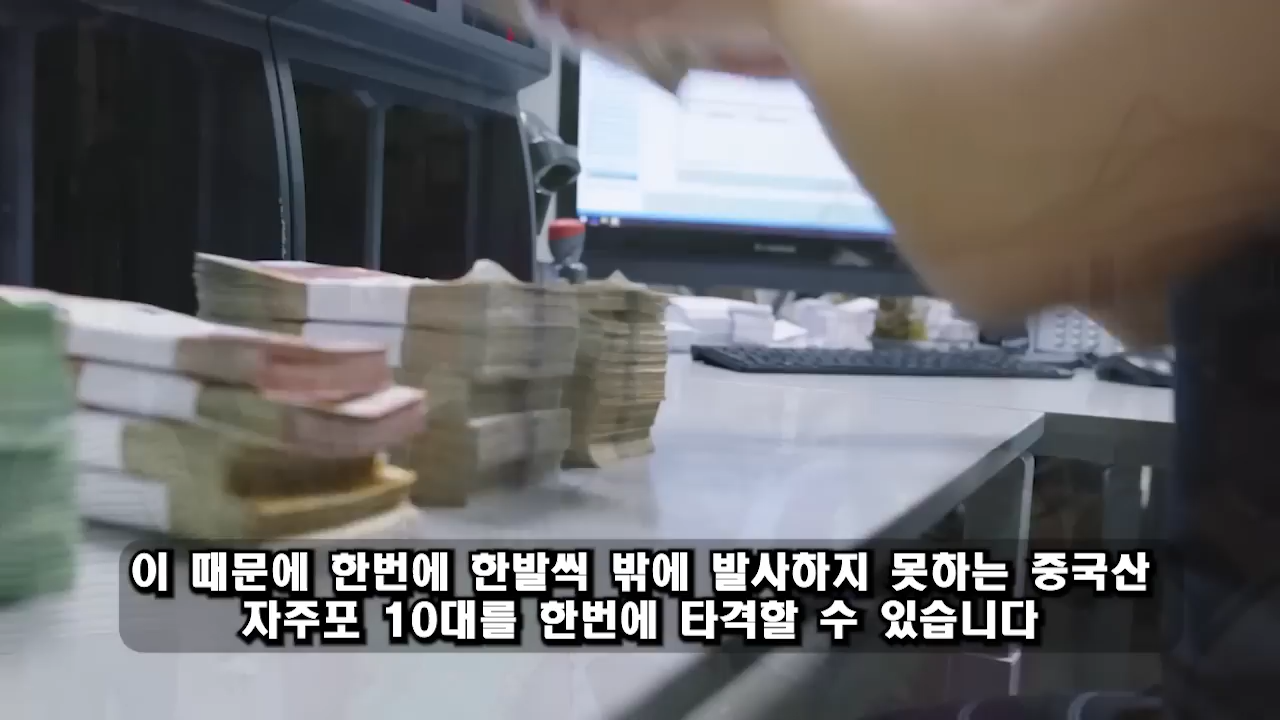 이 때문에 한번에 한발씩 밖에 발사하지 못하는 중국산
자주포 10대를 한번에 타격할 수 있습니다